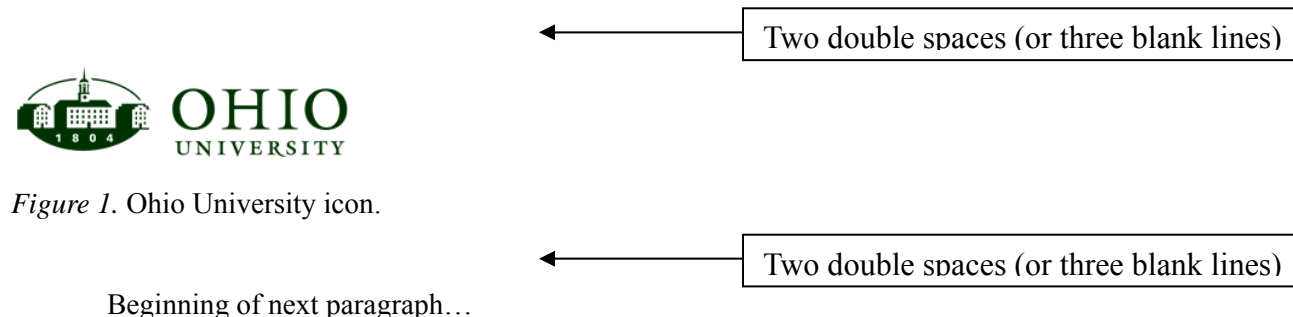 Two double spaces (or three blank lines)
OHIO
1804
UNIVERSITY
Figure 1. Ohio University icon.
Two double spaces (or three blank lines)
Beginning of next paragraph…